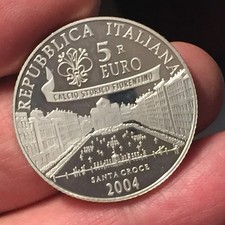 REPUBBLICA ITALIANA
5
R
EURO
CALCIO STORICO FIORENTINO
SANTA CROCE
2004